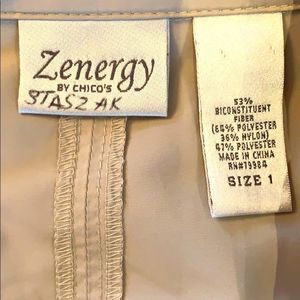 Zenergy
BY CHICO'S
STASZAK
53%
BICONSTITUENT
FIBER
(64% POLYESTER
36% NYLON)
47% POLYESTER
MADE IN CHINA
RN#79984
SIZE 1